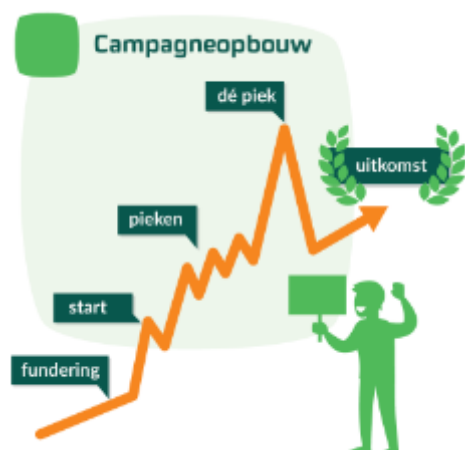 Campagneopbouw
dé piek
uitkomst
pieken
start
fundering